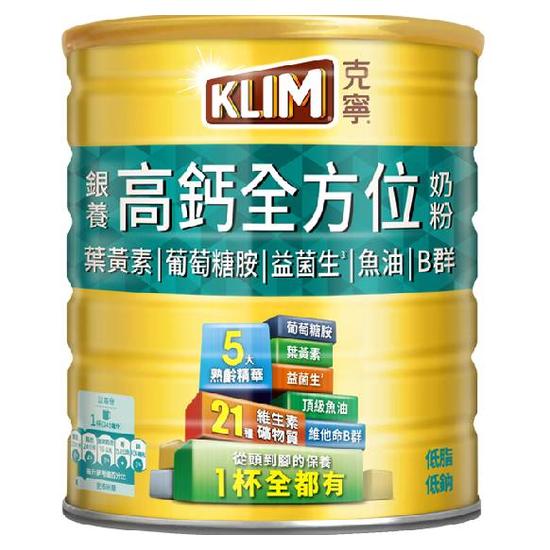 KLIM 克寧®
銀養 高鈣全方位 奶粉
葉黃素|葡萄糖胺|益菌生¹|魚油|B群
5大
熟齡精華
葡萄糖胺
葉黃素
益菌生¹
頂級魚油
21種
維生素
礦物質
維他命B群
從頭到腳的保養
1杯全都有
低脂
低鈉